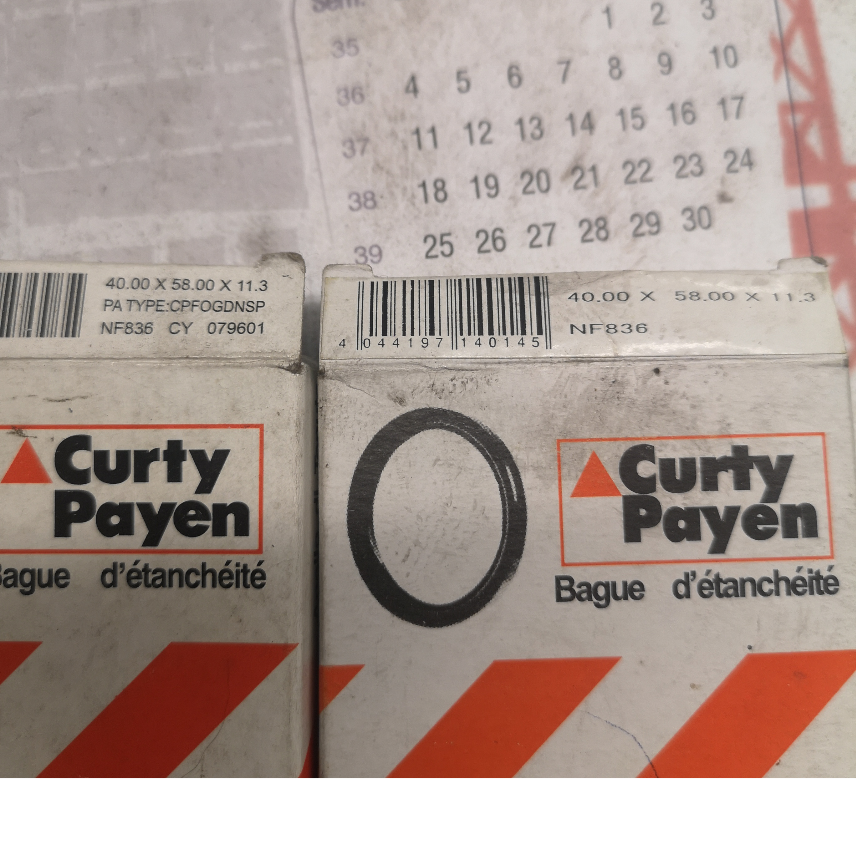 Sem.
35 1 2 3
36 4 5 6 7 8 9 10
37 11 12 13 14 15 16 17
38 18 19 20 21 22 23 24
39 25 26 27 28 29 30
40.00 X 58.00 X 11.3
PA TYPE:CPFOGDNSP
NF836 CY 079601
Curty
Payen
Bague d'étanchéité
40.00 X 58.00 X 11.3
NF836
4 044197 140145
Curty
Payen
Bague d'étanchéité